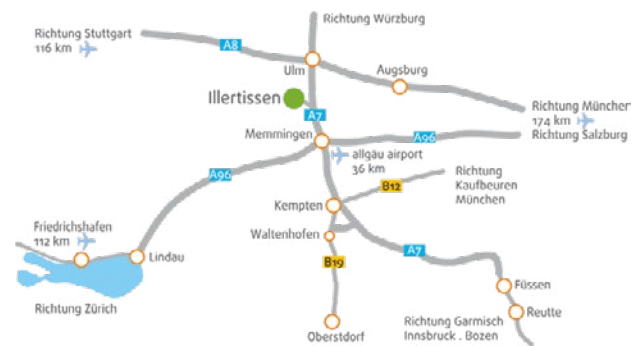 Richtung Würzburg
Richtung Stuttgart
116 km
A8
Ulm
Augsburg
Illertissen
A7
Richtung München
174 km
Memmingen
A96
Richtung Salzburg
allgäu airport
36 km
A96
B12
Richtung
Kaufbeuren
München
Kempten
Friedrichshafen
112 km
Waltenhofen
A7
Lindau
B19
Füssen
Richtung Zürich
Reutte
Richtung Garmisch
Innsbruck . Bozen
Oberstdorf